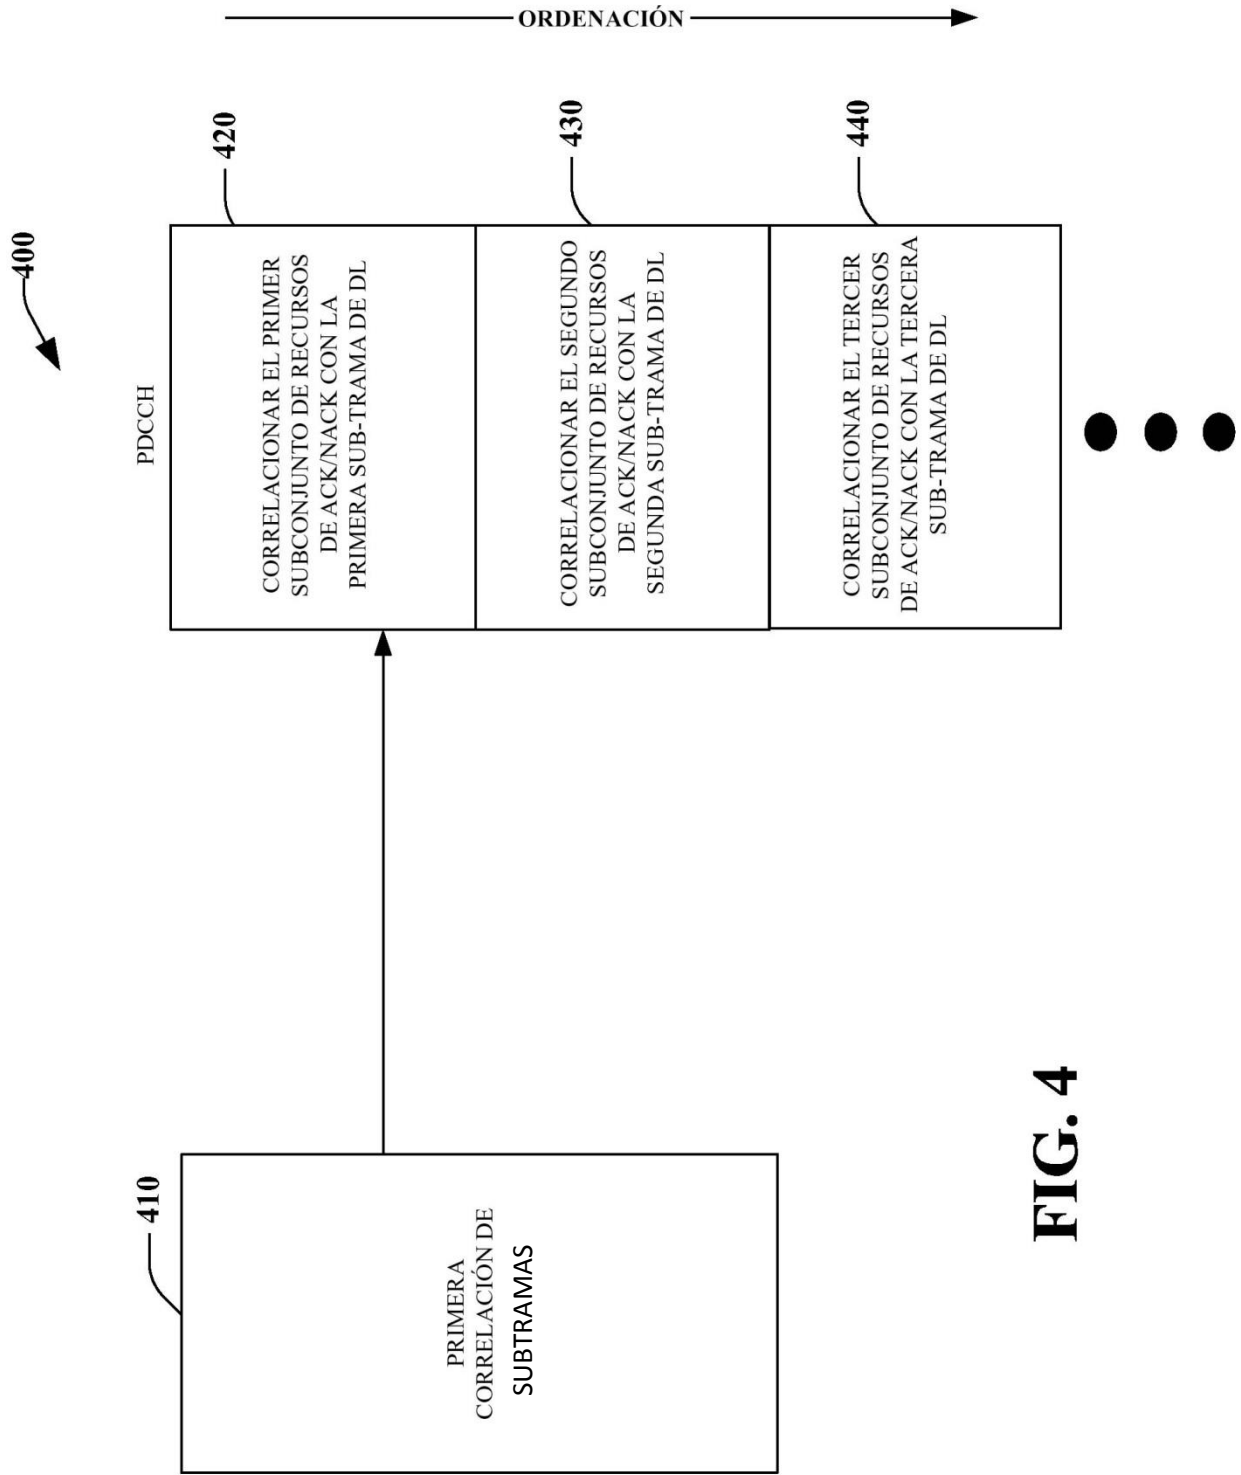 ORDENACIÓN
400
PDCCH
420
CORRELACIONAR EL PRIMER
SUBCONJUNTO DE RECURSOS
DE ACK/NACK CON LA
PRIMERA SUB-TRAMA DE DL
430
CORRELACIONAR EL SEGUNDO
SUBCONJUNTO DE RECURSOS
DE ACK/NACK CON LA
SEGUNDA SUB-TRAMA DE DL
440
CORRELACIONAR EL TERCER
SUBCONJUNTO DE RECURSOS
DE ACK/NACK CON LA TERCERA
SUB-TRAMA DE DL
410
PRIMERA
CORRELACIÓN DE
SUBTRAMAS
FIG. 4